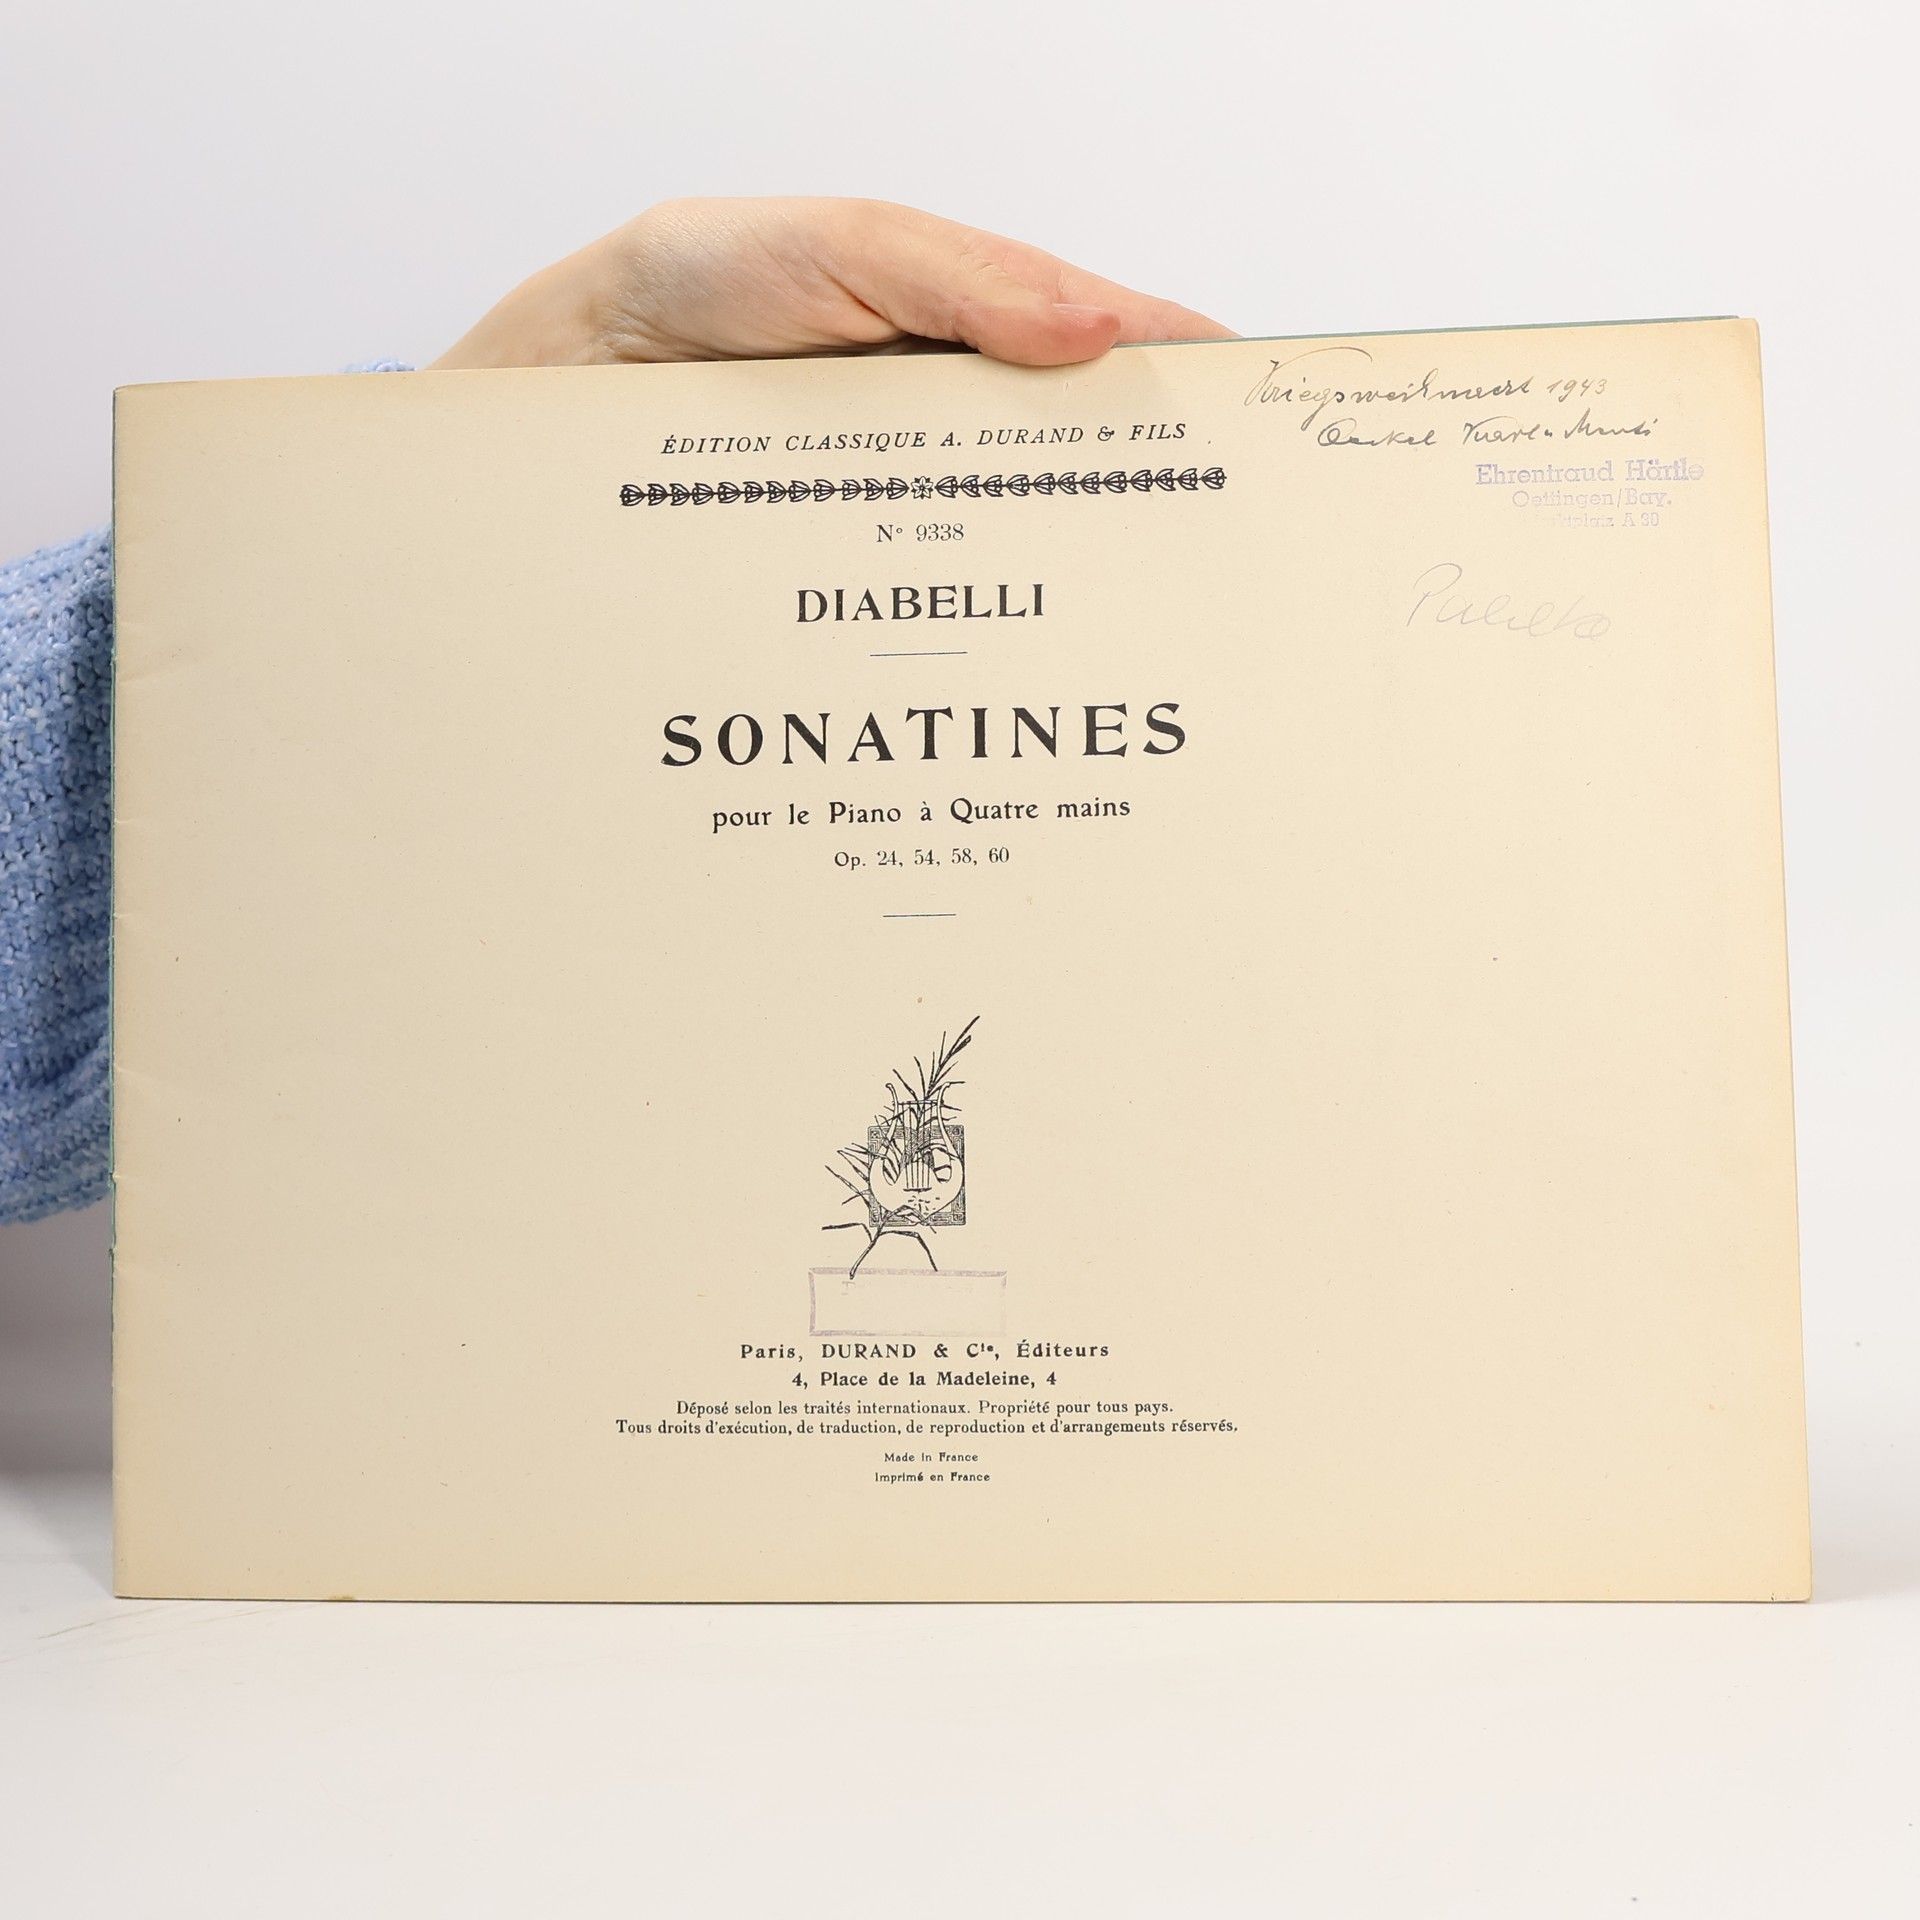 Kriegsweihnacht 1943
Onkel Karl u.
ÉDITION CLASSIQUE A. DURAND & FILS
Ehrentraud Härtle
Oettingen/Bay.
A 30
N° 9338
DIABELLI
SONATINES
pour le Piano à Quatre mains
Op. 24, 54, 58, 60
Paris, DURAND & Cie, Éditeurs
4, Place de la Madeleine, 4
Déposé selon les traités internationaux. Propriété pour tous pays.
Tous droits d'exécution, de traduction, de reproduction et d'arrangements réservés.
Made in France
Imprimé en France